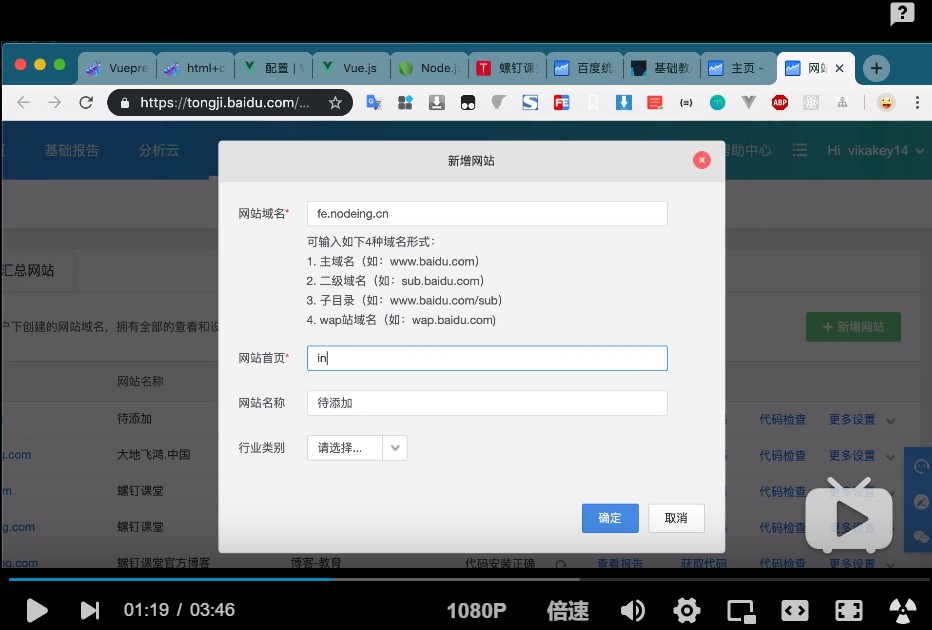 ?
Vuepre
html+c
配置 | V
Vue.js
Node.j
T 螺钉课
百度统
基础教
主页 -
网站
https://tongji.baidu.com/...
FE
ABP
基础报告
分析云
帮助中心
Hi vikakey14
新增网站
网站域名*
fe.nodeing.cn
可输入如下4种域名形式：
1. 主域名（如：www.baidu.com）
2. 二级域名（如：sub.baidu.com）
3. 子目录（如：www.baidu.com/sub）
4. wap站域名（如：wap.baidu.com)
汇总网站
户下创建的网站域名，拥有全部的查看和设
+ 新增网站
网站首页*
in
网站名称
网站名称
待添加
待添加
代码检查
更多设置
行业类别
请选择...
g.com
大地飞鸿.中国
代码检查
更多设置
m
螺钉课堂
代码检查
更多设置
g.com
螺钉课堂
代码检查
确定
取消
g.com
螺钉课堂官方博客
博客-教育
代码安装正确
查看报告
获取代码
代码检查
更多设置
01:19 / 03:46
1080P
倍速